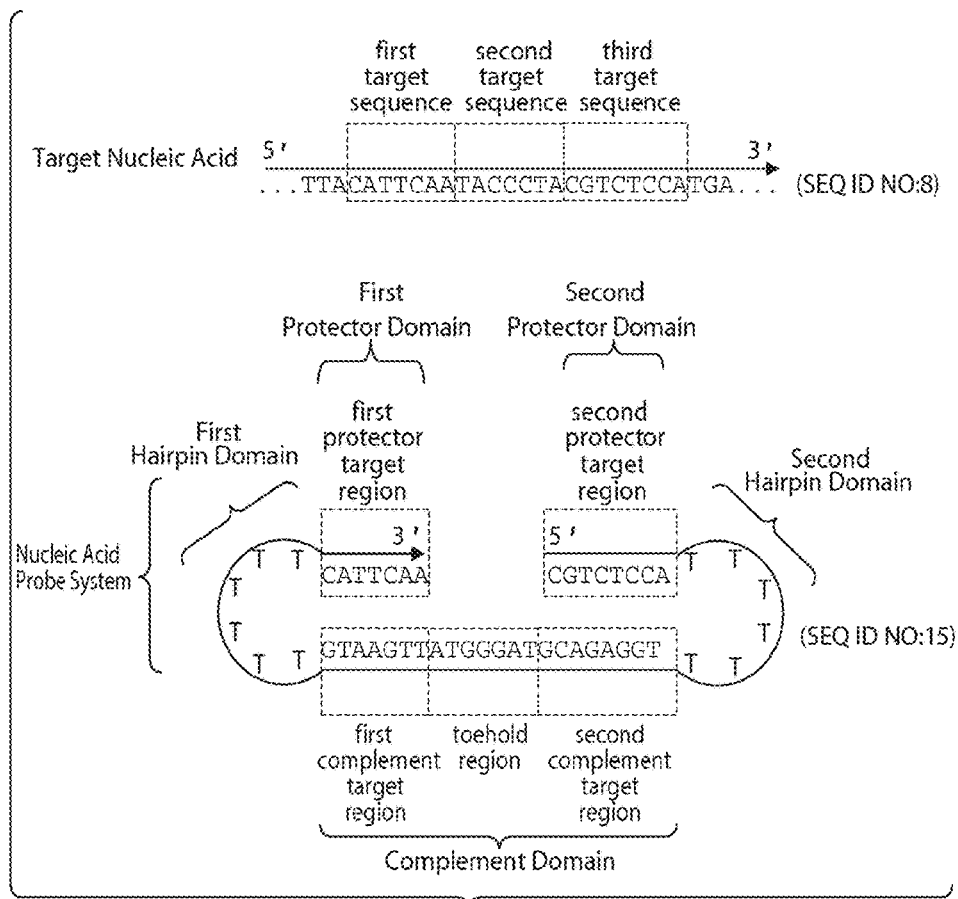 first
target
sequence
second
target
sequence
third
target
sequence
Target Nucleic Acid
5'
3'
...TTACATTCAATACCCTACGTCTCCATGA...
(SEQ ID NO:8)
First
Protector Domain
Second
Protector Domain
first
protector
target
region
second
protector
target
region
First
Hairpin Domain
Second
Hairpin Domain
Nucleic Acid
Probe System
3'
5'
CATTCAA
CGTCTCCA
T T
T
T
T T
T T
T
T
T T
GTAAGTTATGGGATGCAGAGGT
(SEQ ID NO:15)
first
complement
target
region
toehold
region
second
complement
target
region
Complement Domain